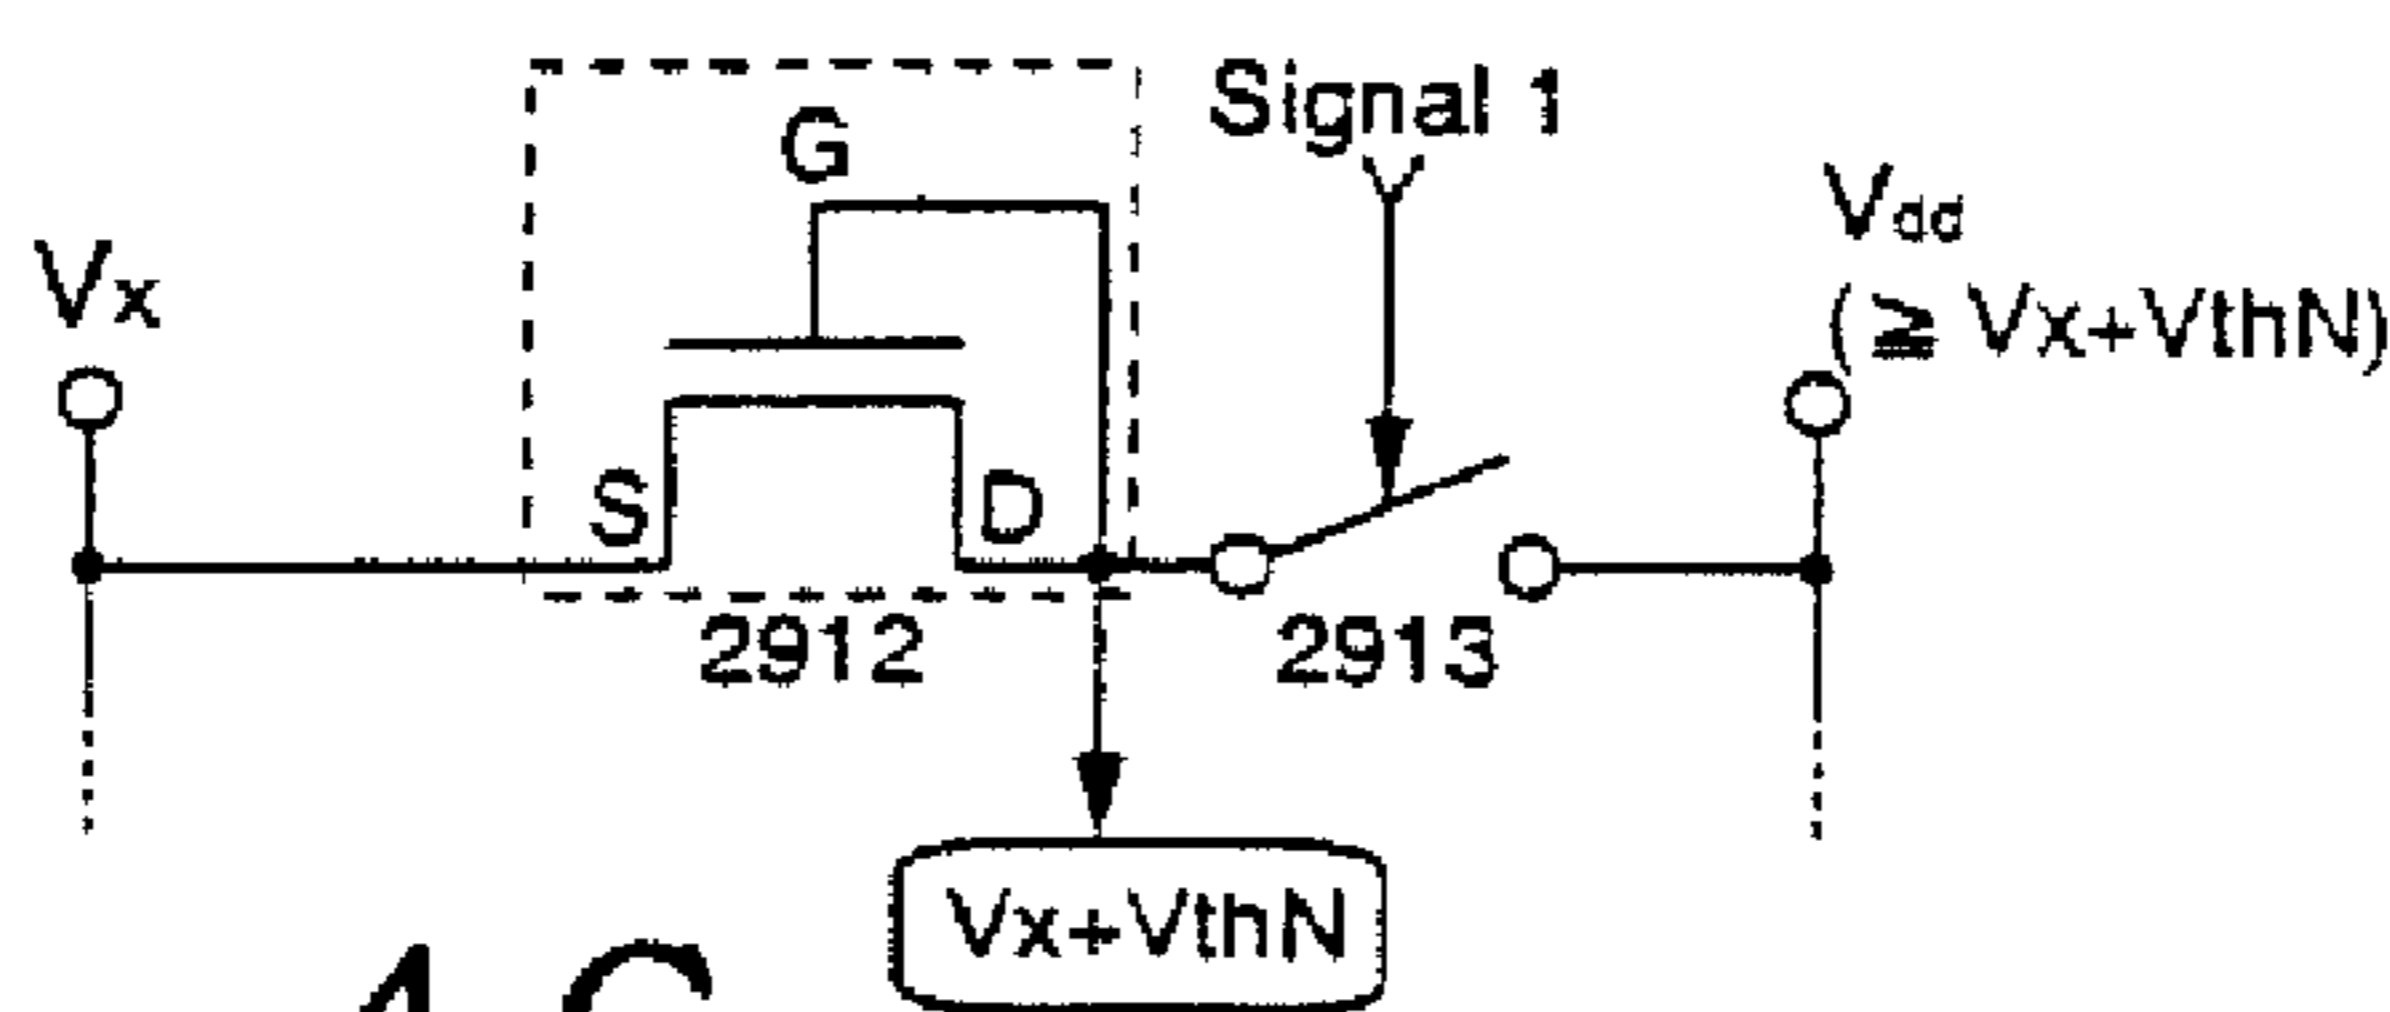 G
Signal 1
Vdd
(≧ Vx+VthN)
Vx
S
D
2912
2913
Vx+VthN